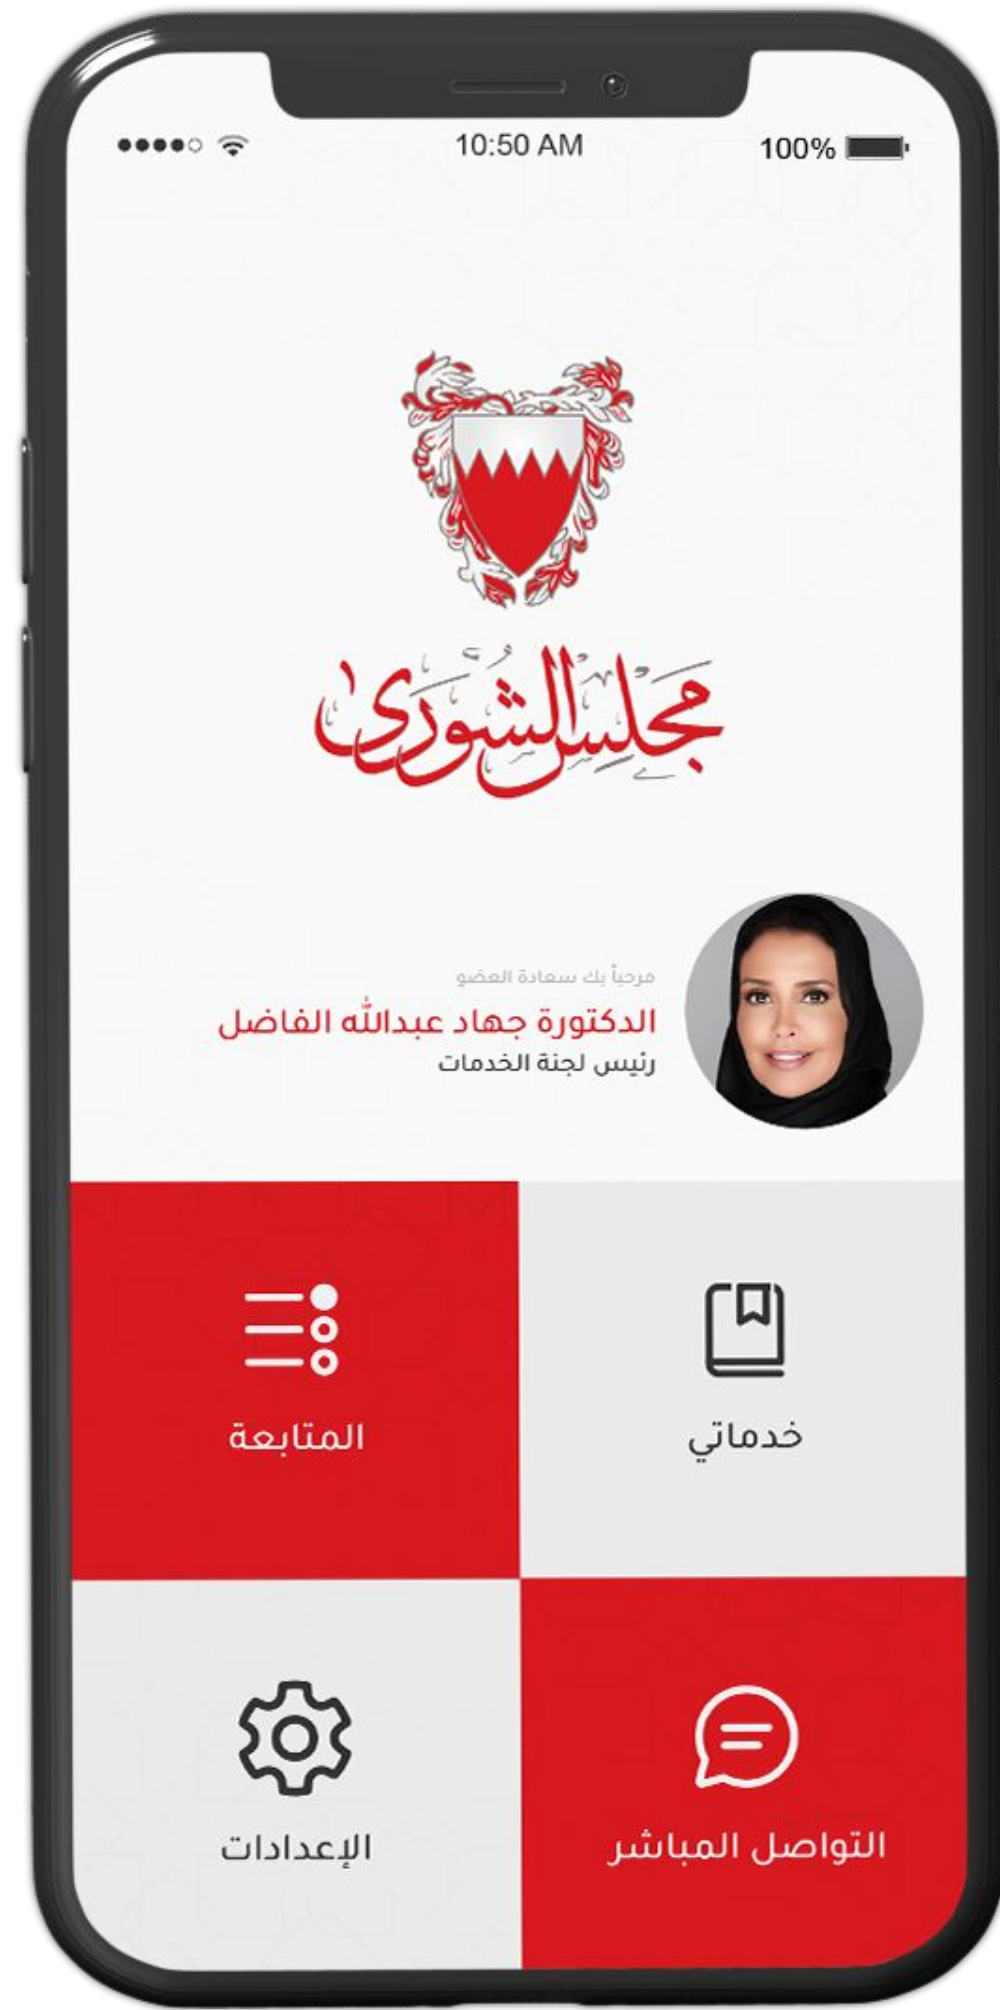 10:50 AM
100%
مجلس الشورى
مرحباً بك سعادة العضو
الدكتورة جهاد عبدالله الفاضل
رئيس لجنة الخدمات
خدماتي
المتابعة
التواصل المباشر
الإعدادات